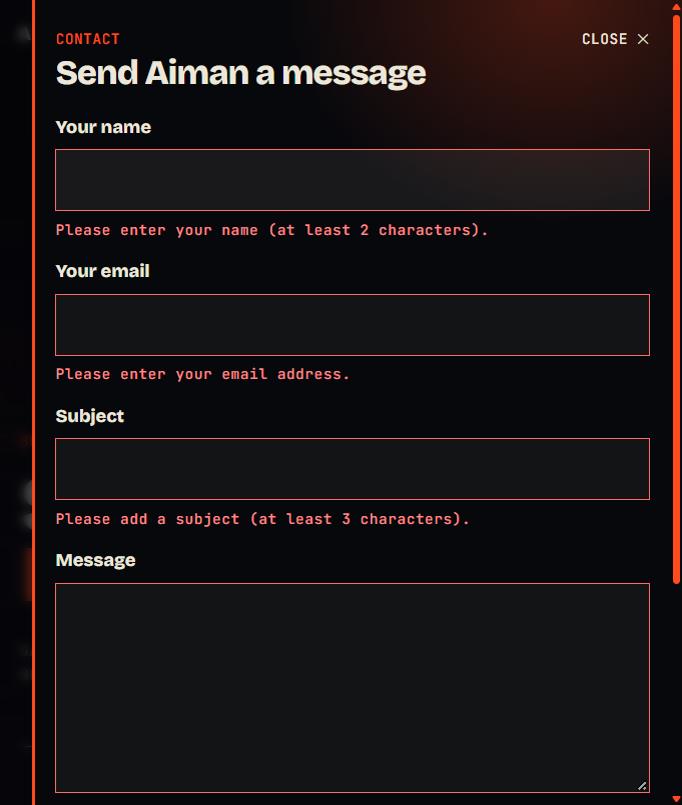 CONTACT
CLOSE ×
Send Aiman a message
Your name
Please enter your name (at least 2 characters).
Your email
Please enter your email address.
Subject
Please add a subject (at least 3 characters).
Message